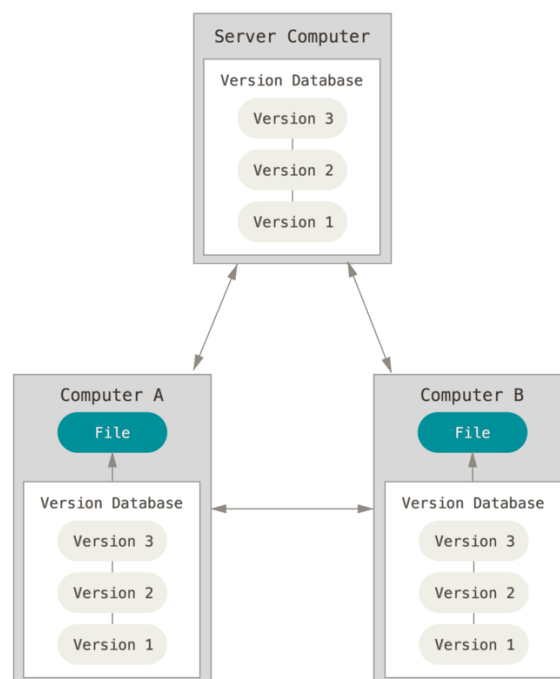 Server Computer
Version Database
Version 3
Version 2
Version 1
Computer A
File
Version Database
Version 3
Version 2
Version 1
Computer B
File
Version Database
Version 3
Version 2
Version 1